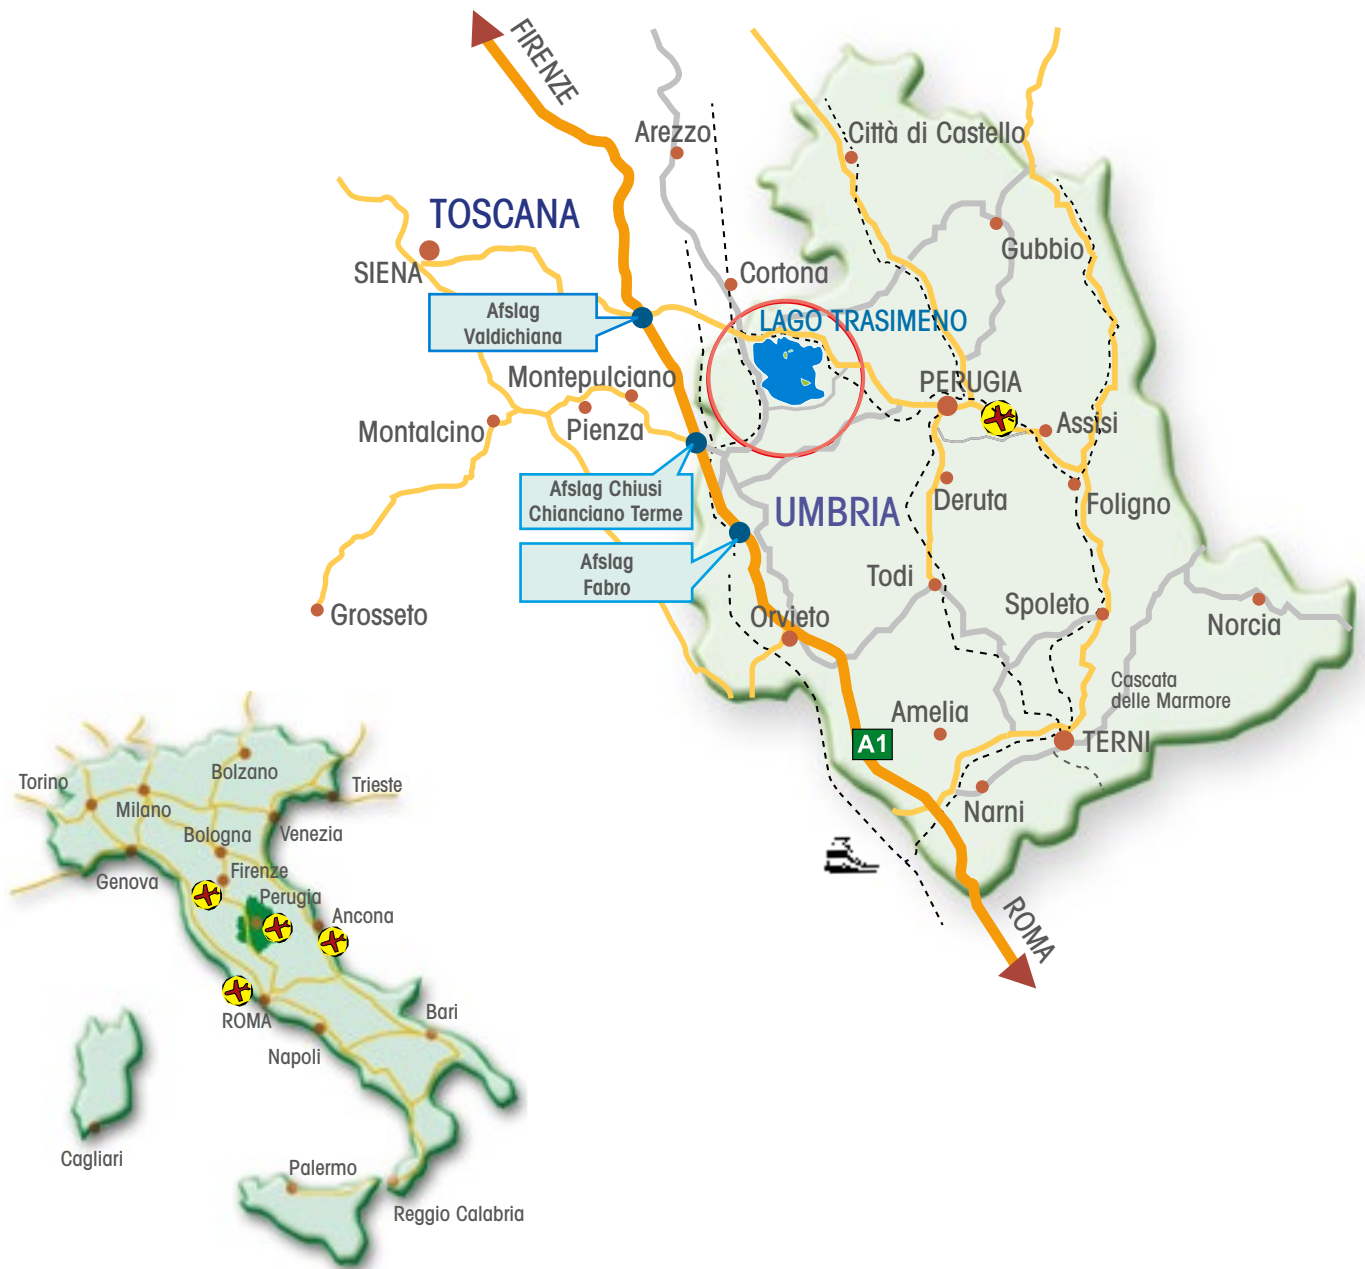 FIRENZE
Arezzo
Città di Castello
TOSCANA
Gubbio
SIENA
Cortona
Afslag
Valdichiana
LAGO TRASIMENO
Montepulciano
PERUGIA
Montalcino
Pienza
Assisi
Afslag Chiusi
Chianciano Terme
UMBRIA
Deruta
Foligno
Afslag
Fabro
Todi
Spoleto
Grosseto
Orvieto
Norcia
Cascata
delle Marmore
Amelia
A1
TERNI
Narni
ROMA
Torino
Milano
Bolzano
Trieste
Bologna
Venezia
Genova
Firenze
Perugia
Ancona
ROMA
Bari
Napoli
Cagliari
Palermo
Reggio Calabria